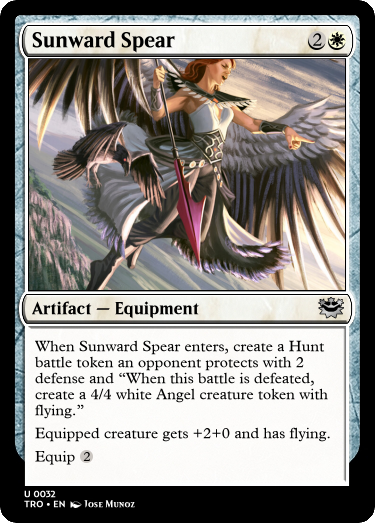 Sunward Spear 2
Artifact — Equipment
When Sunward Spear enters, create a Hunt
battle token an opponent protects with 2
defense and “When this battle is defeated,
create a 4/4 white Angel creature token with
flying.”
Equipped creature gets +2+0 and has flying.
Equip 2
U 0032
TRO • EN Jose Munoz